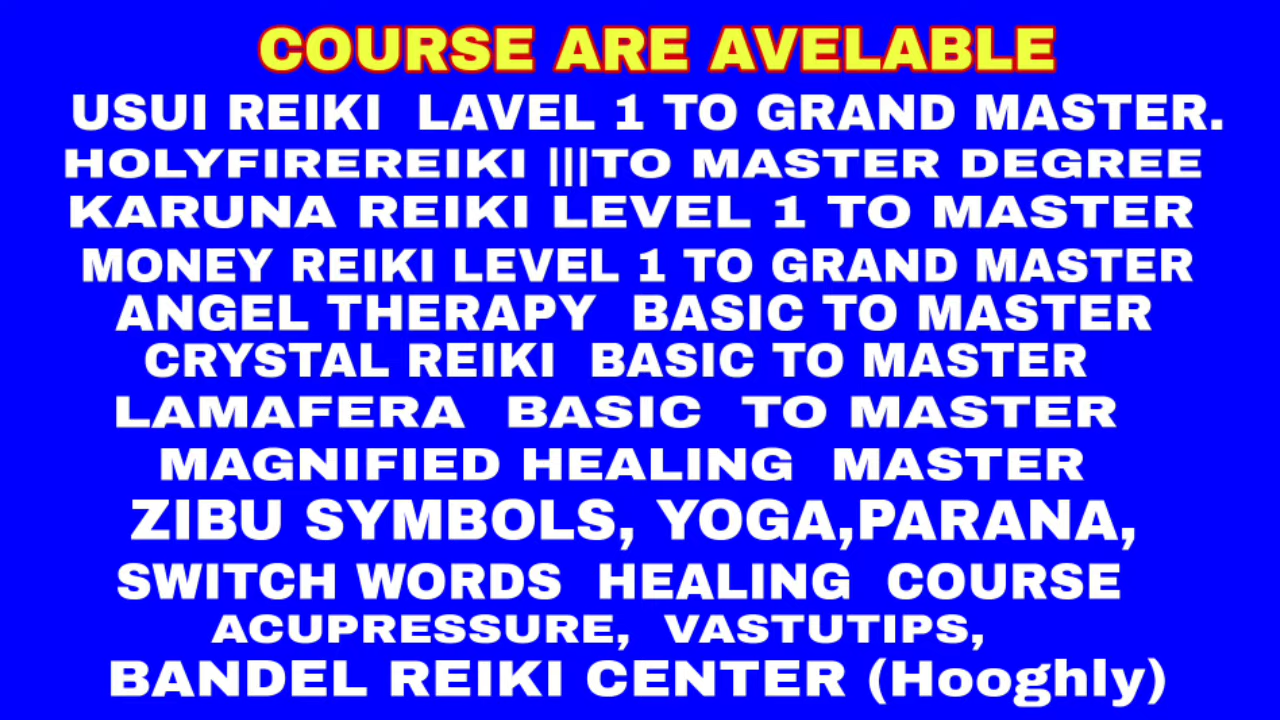 COURSE ARE AVELABLE
USUI REIKI LAVEL 1 TO GRAND MASTER.
HOLYFIREREIKI |||TO MASTER DEGREE
KARUNA REIKI LEVEL 1 TO MASTER
MONEY REIKI LEVEL 1 TO GRAND MASTER
ANGEL THERAPY BASIC TO MASTER
CRYSTAL REIKI BASIC TO MASTER
LAMAFERA BASIC TO MASTER
MAGNIFIED HEALING MASTER
ZIBU SYMBOLS, YOGA,PARANA,
SWITCH WORDS HEALING COURSE
ACUPRESSURE, VASTUTIPS,
BANDEL REIKI CENTER (Hooghly)